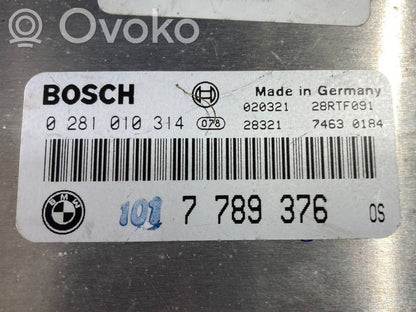 Ovoko
BOSCH
Made in Germany
020321 28RTF091
0 281 010 314 078 28321 7463 0184
BMW 7 789 376 OS